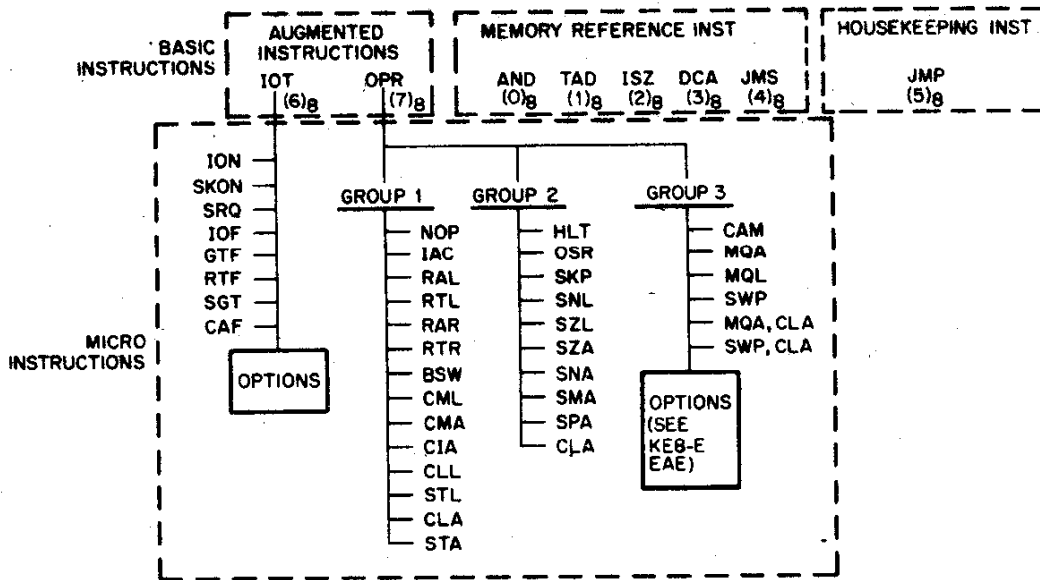 BASIC
INSTRUCTIONS
AUGMENTED
INSTRUCTIONS
IOT
(6)8
OPR
(7)8
MEMORY REFERENCE INST
AND
(0)8
TAD
(1)8
ISZ
(2)8
DCA
(3)8
JMS
(4)8
HOUSEKEEPING INST
JMP
(5)8
MICRO
INSTRUCTIONS
ION
SKON
SRQ
IOF
GTF
RTF
SGT
CAF
OPTIONS
GROUP 1
NOP
IAC
RAL
RTL
RAR
RTR
BSW
CML
CMA
CIA
CLL
STL
CLA
STA
GROUP 2
HLT
OSR
SKP
SNL
SZL
SZA
SNA
SMA
SPA
CLA
GROUP 3
CAM
MQA
MQL
SWP
MQA, CLA
SWP, CLA
OPTIONS
(SEE
KE8-E
EAE)